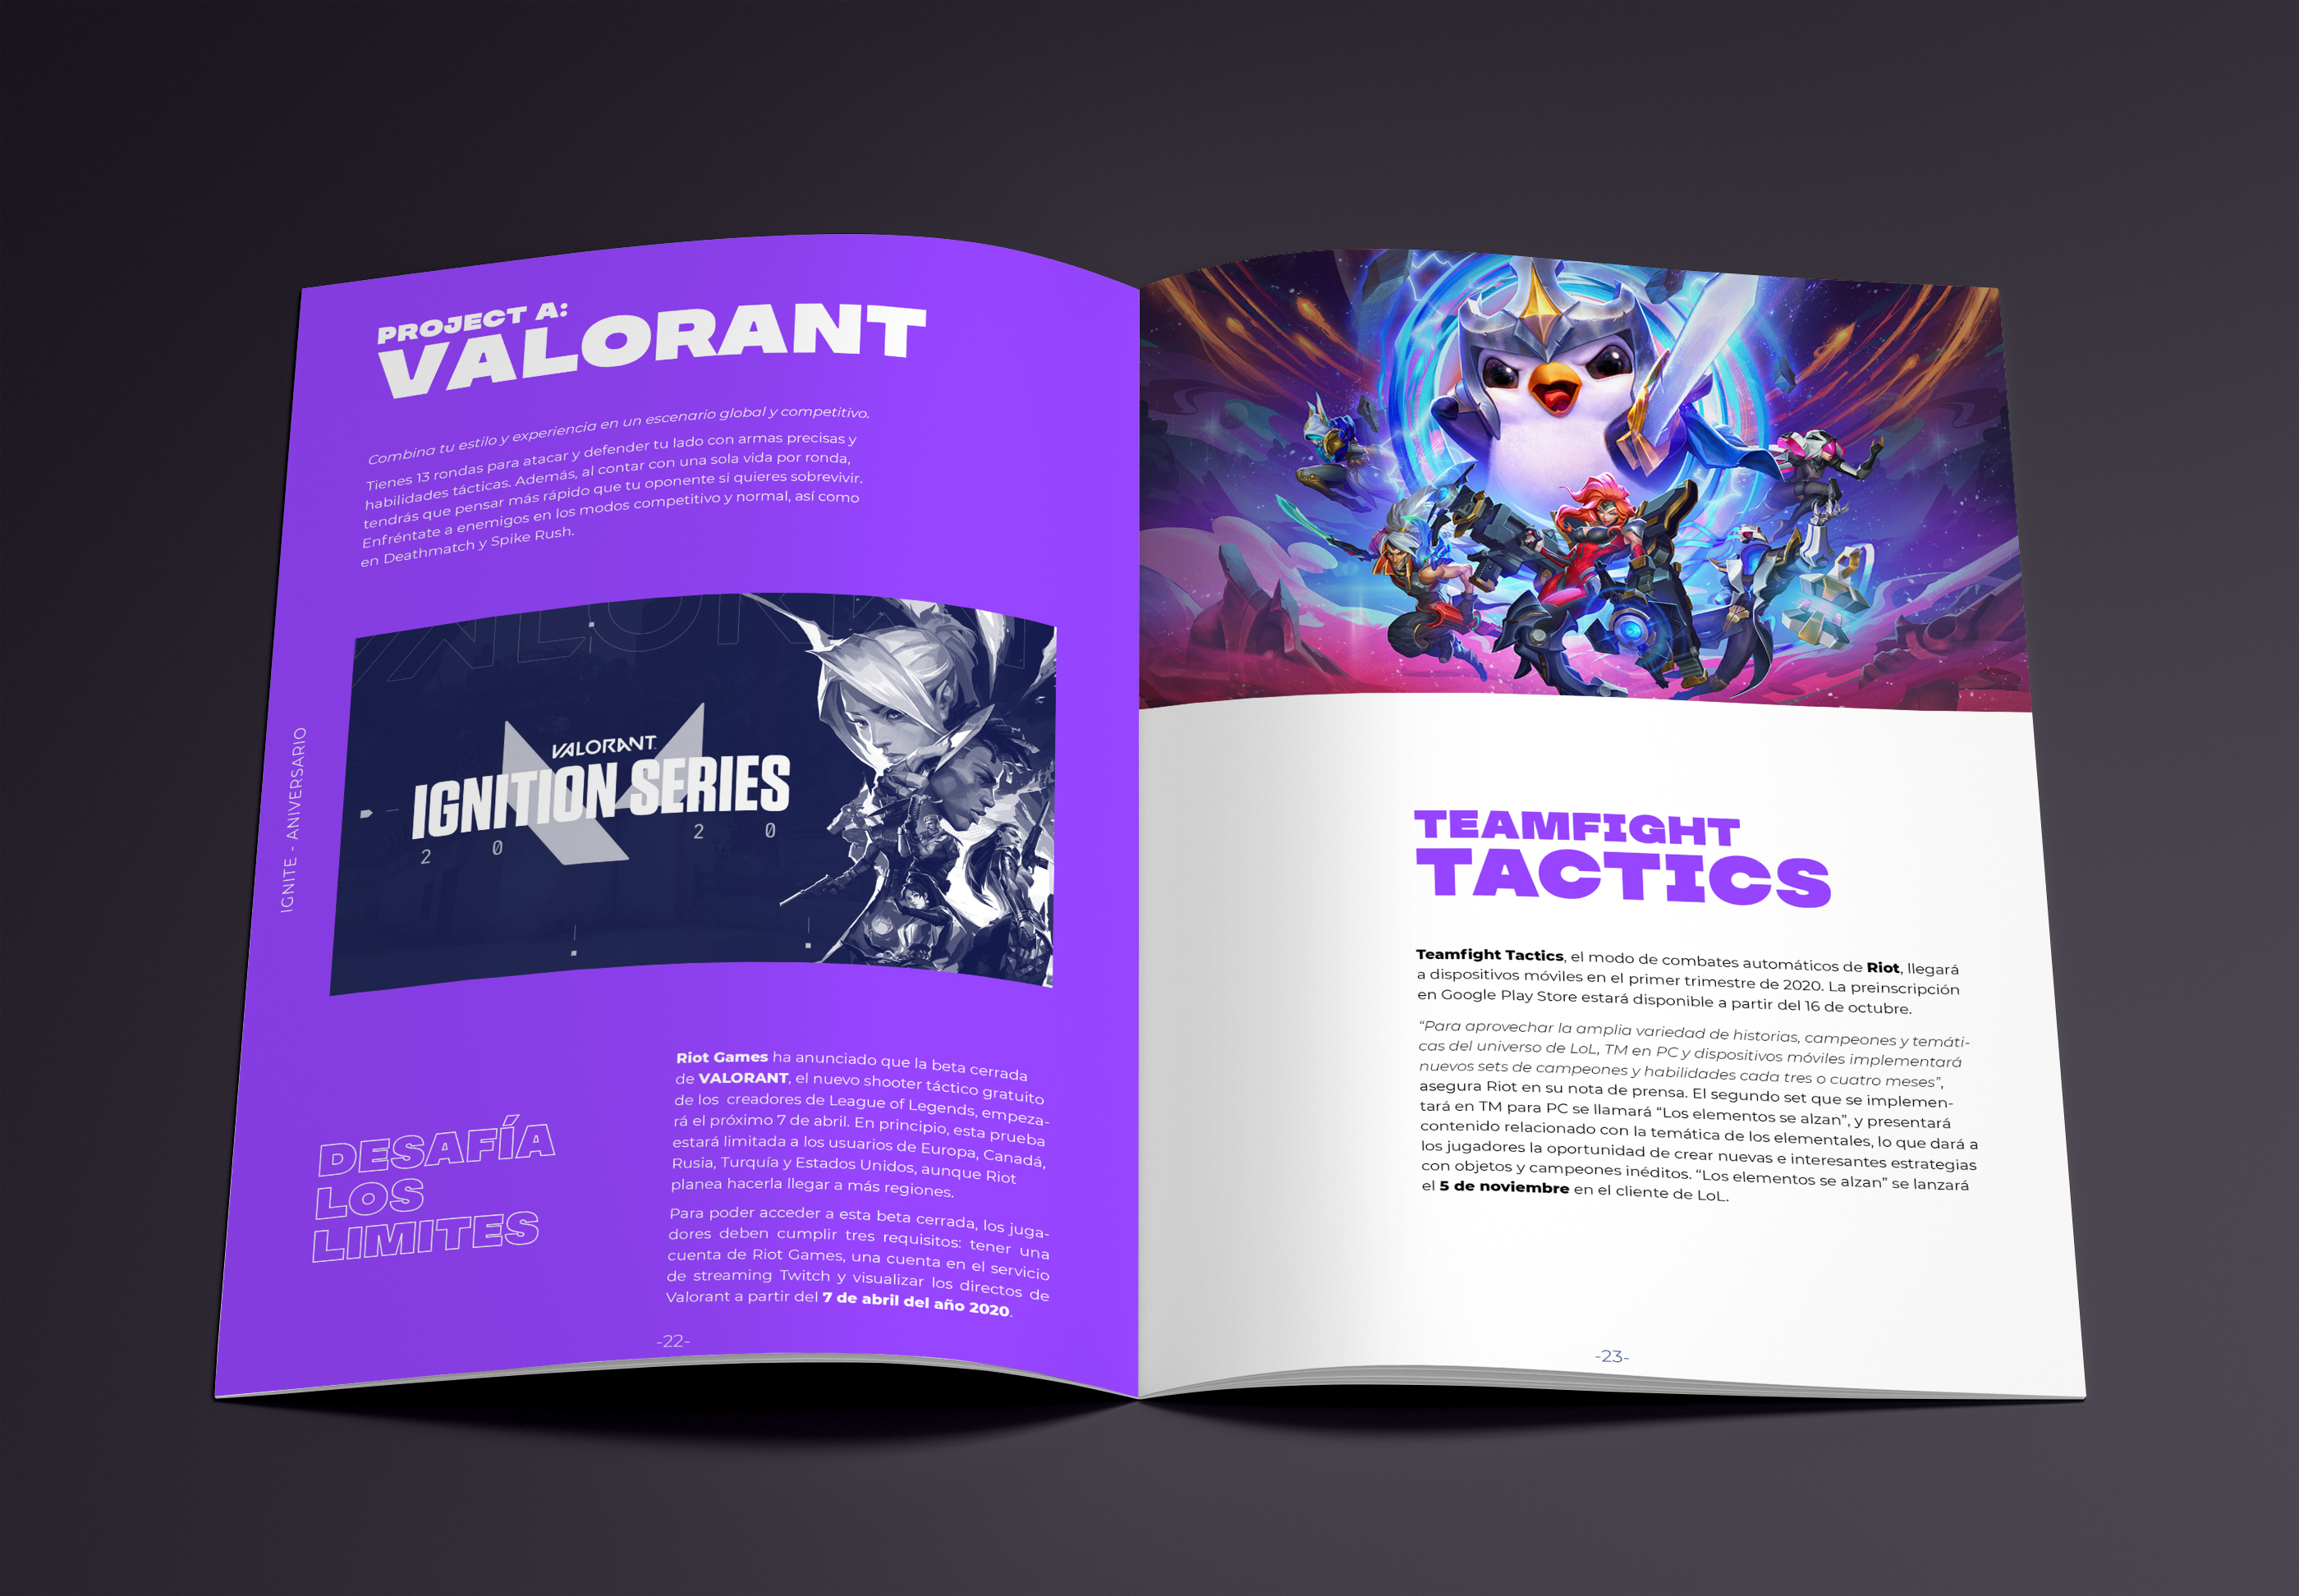 PROJECT A:
VALORANT
Combina tu estilo y experiencia en un escenario global y competitivo.
Tienes 13 rondas para atacar y defender tu lado con armas precisas y
habilidades tácticas. Además, al contar con una sola vida por ronda,
tendrás que pensar más rápido que tu oponente si quieres sobrevivir.
Enfréntate a enemigos en los modos competitivo y normal, así como
en Deathmatch y Spike Rush.
VALORANT
VALORANT
IGNITION SERIES
2 0 2 0
IGNITE - ANIVERSARIO
DESAFÍA
LOS
LIMITES
Riot Games ha anunciado que la beta cerrada
de VALORANT, el nuevo shooter táctico gratuito
de los creadores de League of Legends, empeza-
rá el próximo 7 de abril. En principio, esta prueba
estará limitada a los usuarios de Europa, Canadá,
Rusia, Turquía y Estados Unidos, aunque Riot
planea hacerla llegar a más regiones.
Para poder acceder a esta beta cerrada, los juga-
dores deben cumplir tres requisitos: tener una
cuenta de Riot Games, una cuenta en el servicio
de streaming Twitch y visualizar los directos de
Valorant a partir del 7 de abril del año 2020.
-22-
TEAMFIGHT
TACTICS
Teamfight Tactics, el modo de combates automáticos de Riot, llegará
a dispositivos móviles en el primer trimestre de 2020. La preinscripción
en Google Play Store estará disponible a partir del 16 de octubre.
“Para aprovechar la amplia variedad de historias, campeones y temáti-
cas del universo de LoL, TM en PC y dispositivos móviles implementará
nuevos sets de campeones y habilidades cada tres o cuatro meses”,
asegura Riot en su nota de prensa. El segundo set que se implemen-
tará en TM para PC se llamará “Los elementos se alzan”, y presentará
contenido relacionado con la temática de los elementales, lo que dará a
los jugadores la oportunidad de crear nuevas e interesantes estrategias
con objetos y campeones inéditos. “Los elementos se alzan” se lanzará
el 5 de noviembre en el cliente de LoL.
-23-